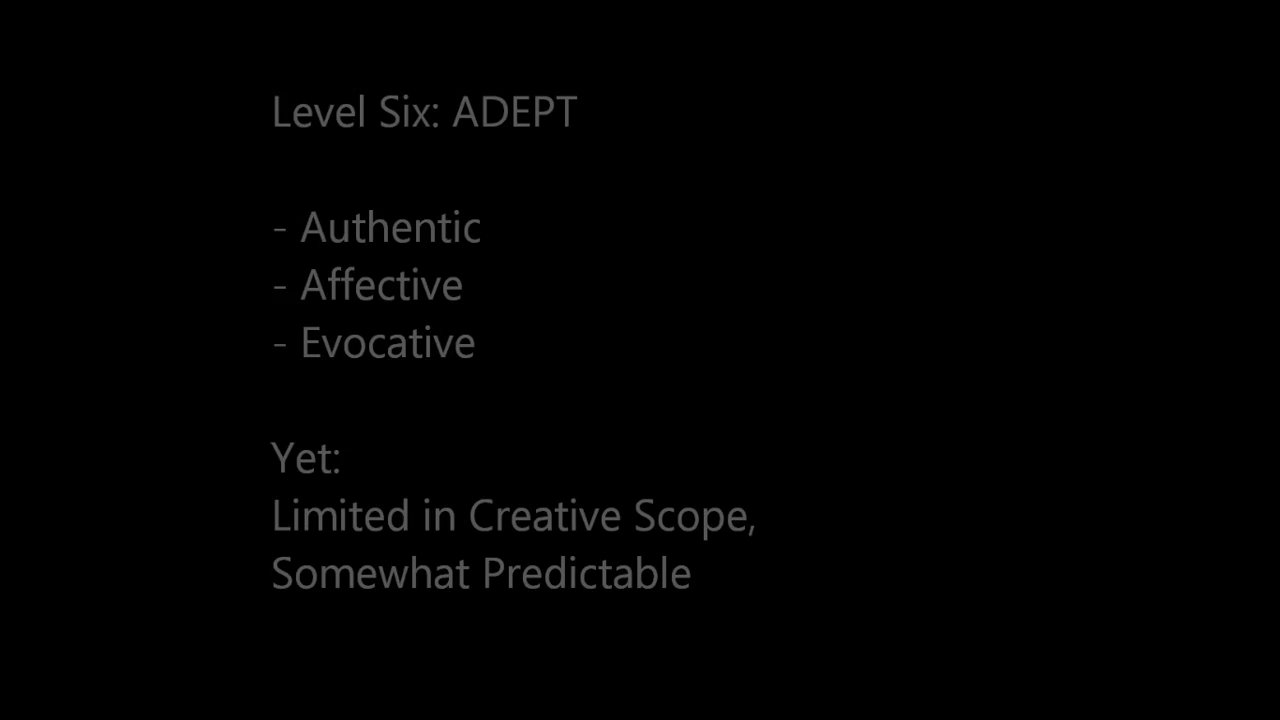 Level Six: ADEPT
- Authentic
- Affective
- Evocative
Yet:
Limited in Creative Scope,
Somewhat Predictable